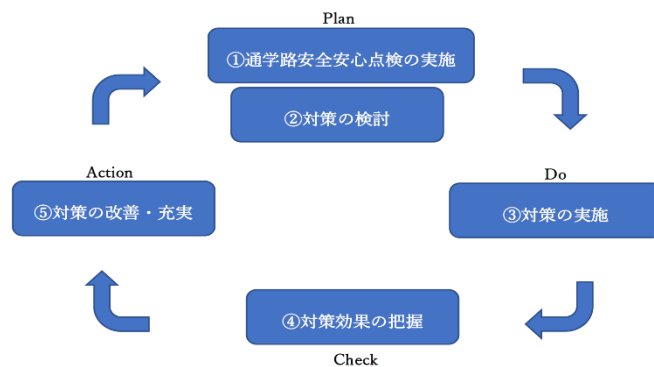 Plan
①通学路安全安心点検の実施
②対策の検討
Do
③対策の実施
④対策効果の把握
Check
Action
⑤対策の改善・充実